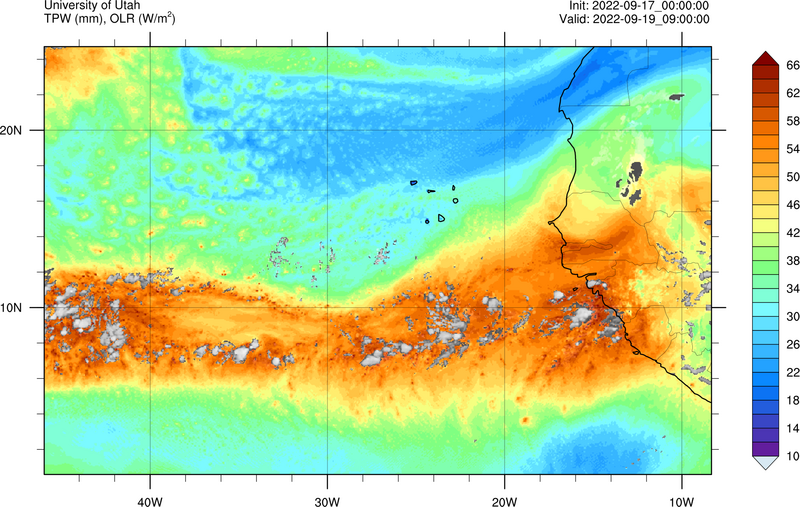 University of Utah
TPW (mm), OLR (W/m²)
Init: 2022-09-17_00:00:00
Valid: 2022-09-19_09:00:00
66
62
58
54
50
46
42
38
34
30
26
22
18
14
10
20N
10N
40W 30W 20W 10W